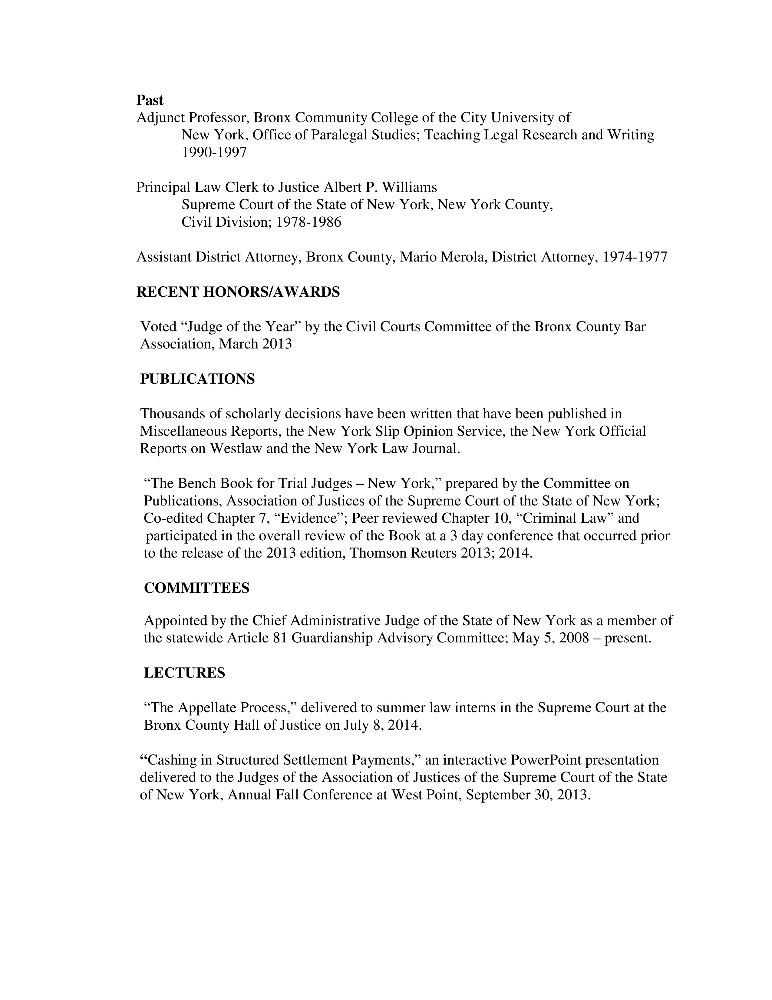 Past
Adjunct Professor, Bronx Community College of the City University of
New York, Office of Paralegal Studies; Teaching Legal Research and Writing
1990-1997
Principal Law Clerk to Justice Albert P. Williams
Supreme Court of the State of New York, New York County,
Civil Division; 1978-1986
Assistant District Attorney, Bronx County, Mario Merola, District Attorney, 1974-1977
RECENT HONORS/AWARDS
Voted “Judge of the Year” by the Civil Courts Committee of the Bronx County Bar
Association, March 2013
PUBLICATIONS
Thousands of scholarly decisions have been written that have been published in
Miscellaneous Reports, the New York Slip Opinion Service, the New York Official
Reports on Westlaw and the New York Law Journal.
“The Bench Book for Trial Judges – New York,” prepared by the Committee on
Publications, Association of Justices of the Supreme Court of the State of New York;
Co-edited Chapter 7, “Evidence”; Peer reviewed Chapter 10, “Criminal Law” and
participated in the overall review of the Book at a 3 day conference that occurred prior
to the release of the 2013 edition, Thomson Reuters 2013; 2014.
COMMITTEES
Appointed by the Chief Administrative Judge of the State of New York as a member of
the statewide Article 81 Guardianship Advisory Committee; May 5, 2008 – present.
LECTURES
“The Appellate Process,” delivered to summer law interns in the Supreme Court at the
Bronx County Hall of Justice on July 8, 2014.
“Cashing in Structured Settlement Payments,” an interactive PowerPoint presentation
delivered to the Judges of the Association of Justices of the Supreme Court of the State
of New York, Annual Fall Conference at West Point, September 30, 2013.